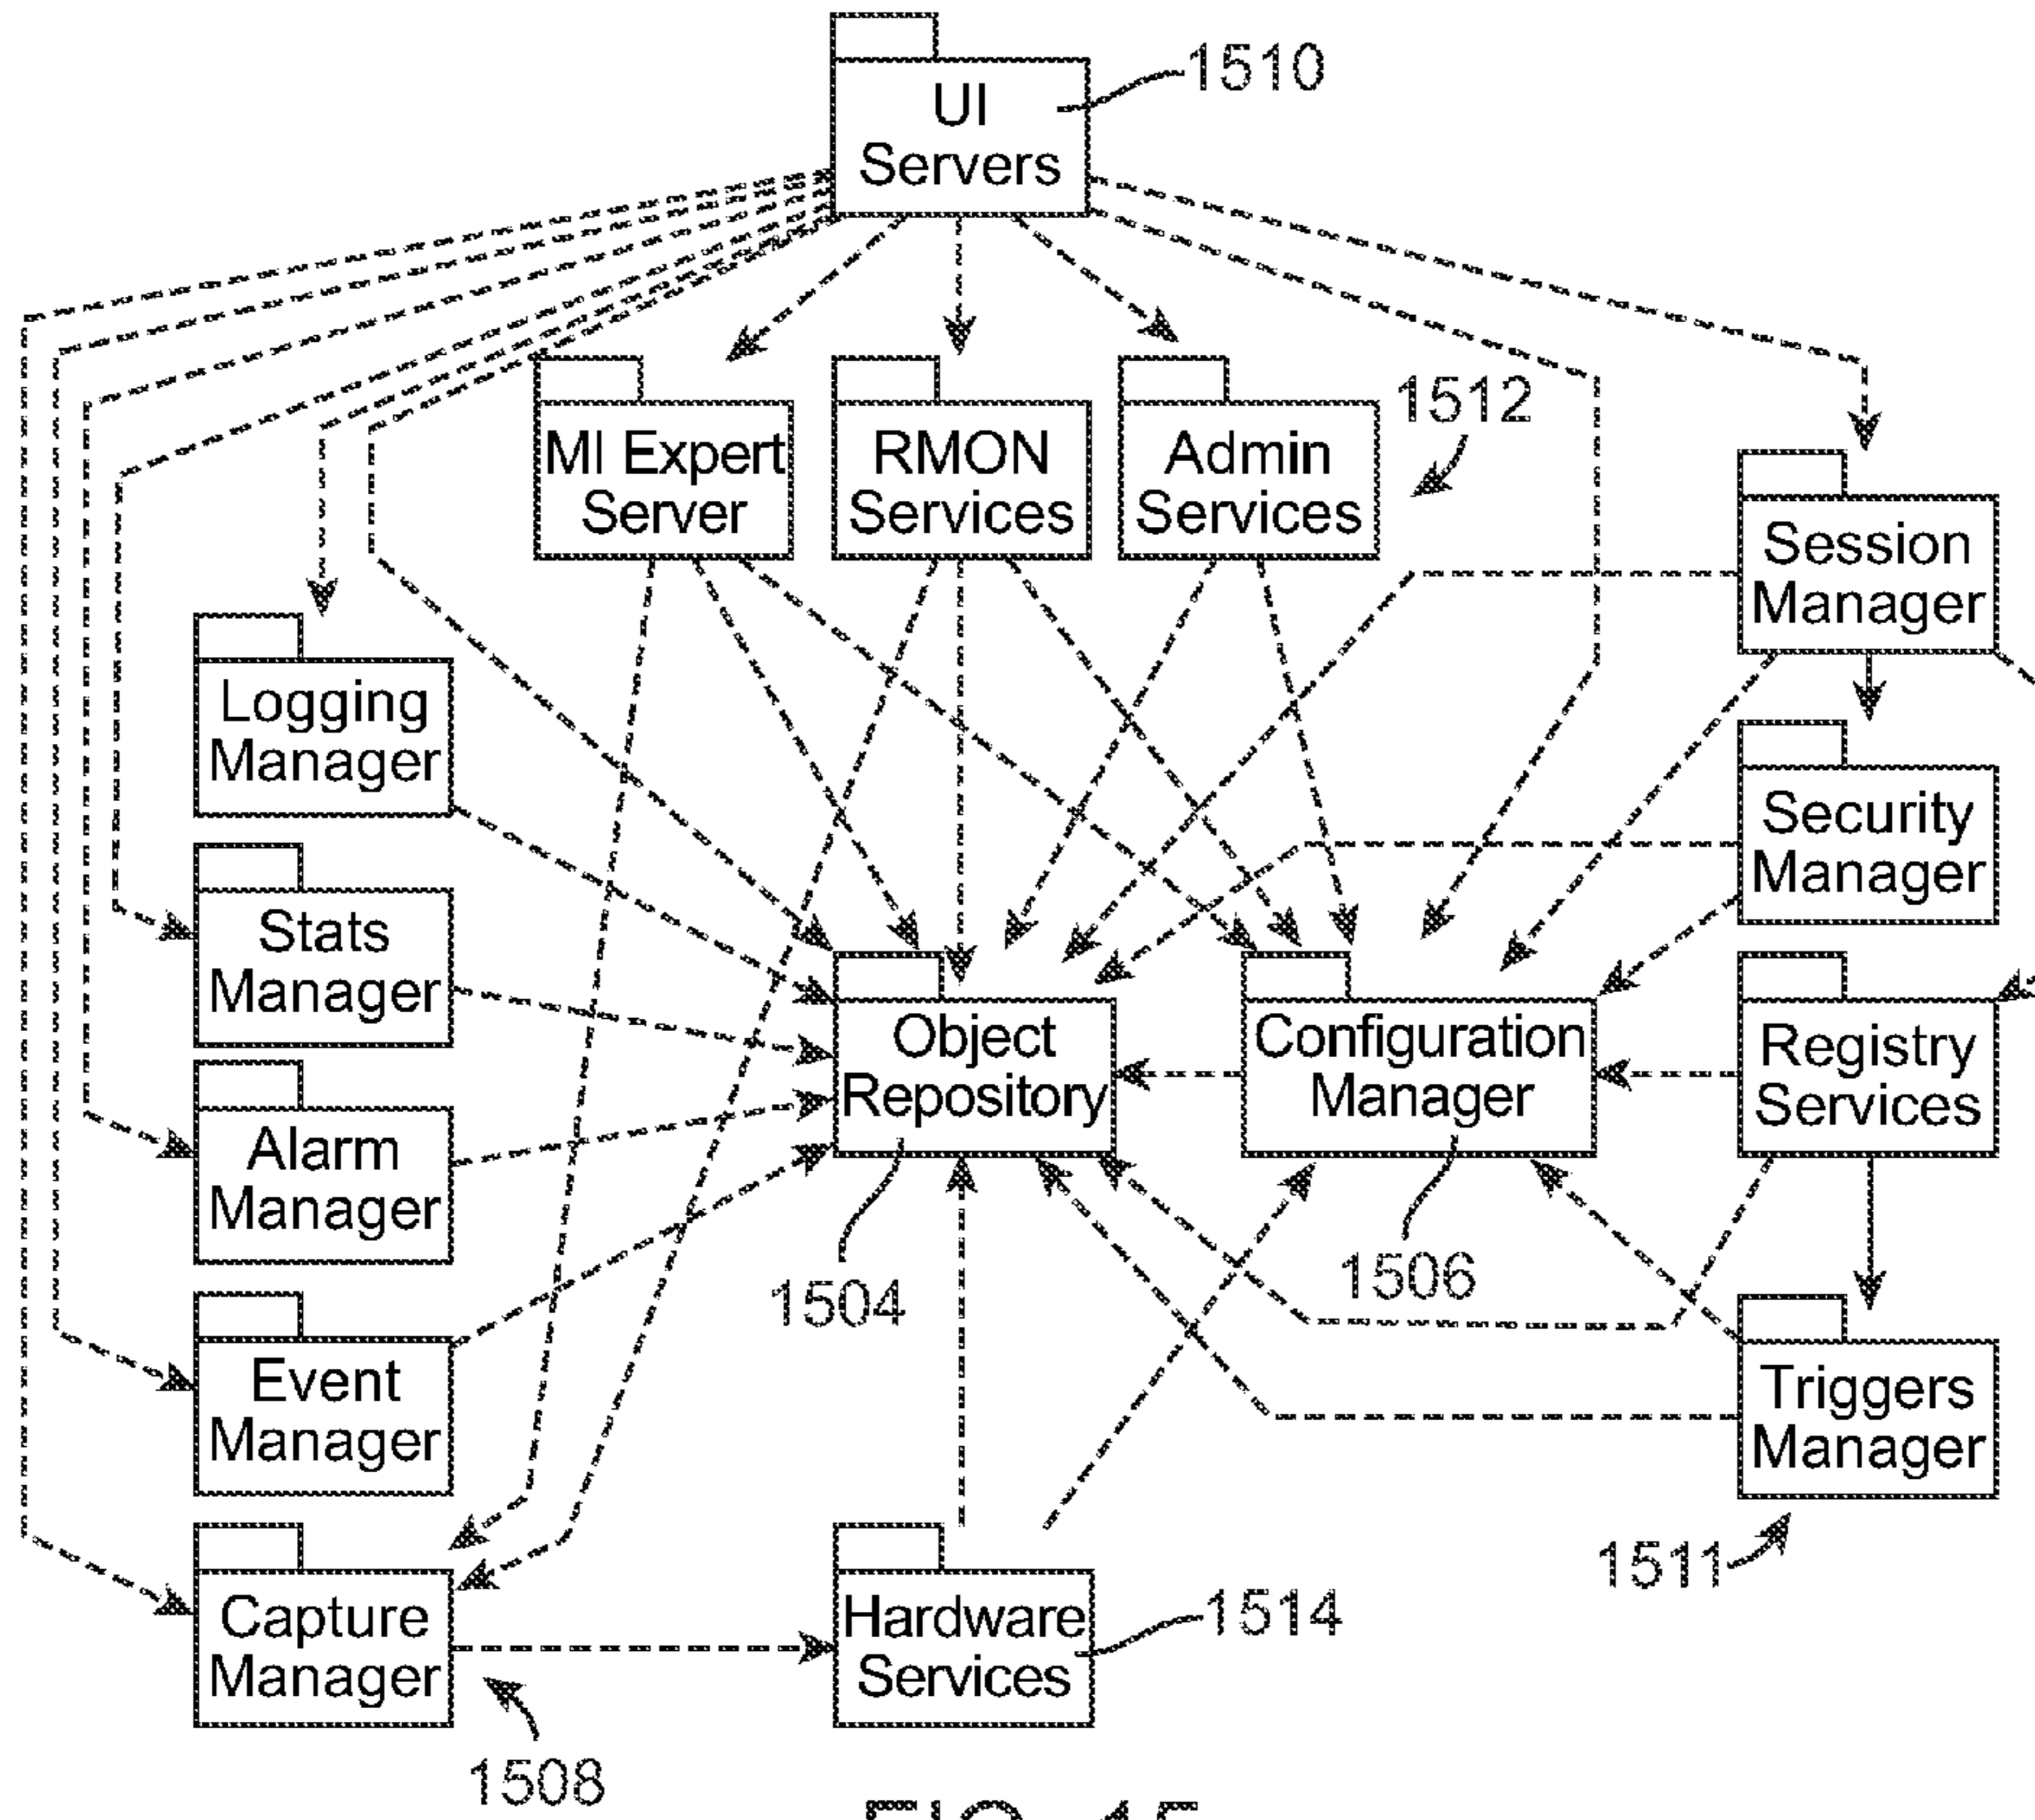 1510
UI
Servers
1512
MI Expert
Server
RMON
Services
Admin
Services
Session
Manager
Logging
Manager
Security
Manager
Stats
Manager
Object
Repository
Configuration
Manager
Registry
Services
Alarm
Manager
1504
1506
Event
Manager
Triggers
Manager
1511
Capture
Manager
Hardware
Services
1514
1508
FIG. 15